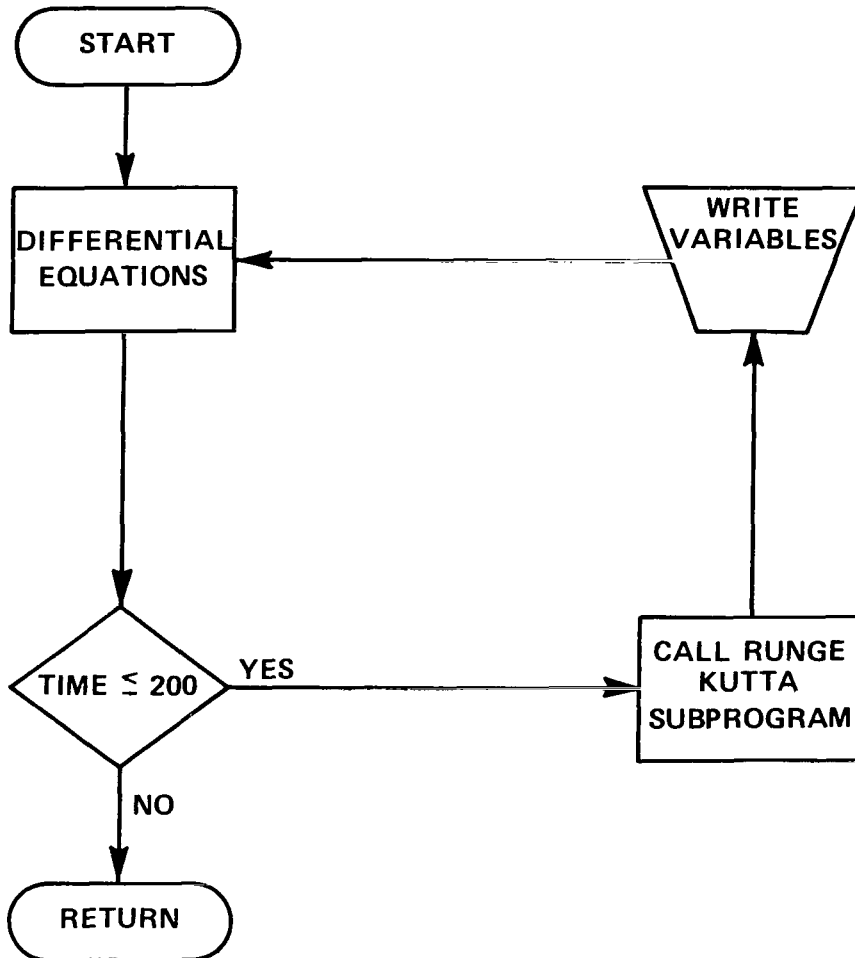 START
DIFFERENTIAL
EQUATIONS
WRITE
VARIABLES
TIME ≦ 200
YES
CALL RUNGE
KUTTA
SUBPROGRAM
NO
RETURN